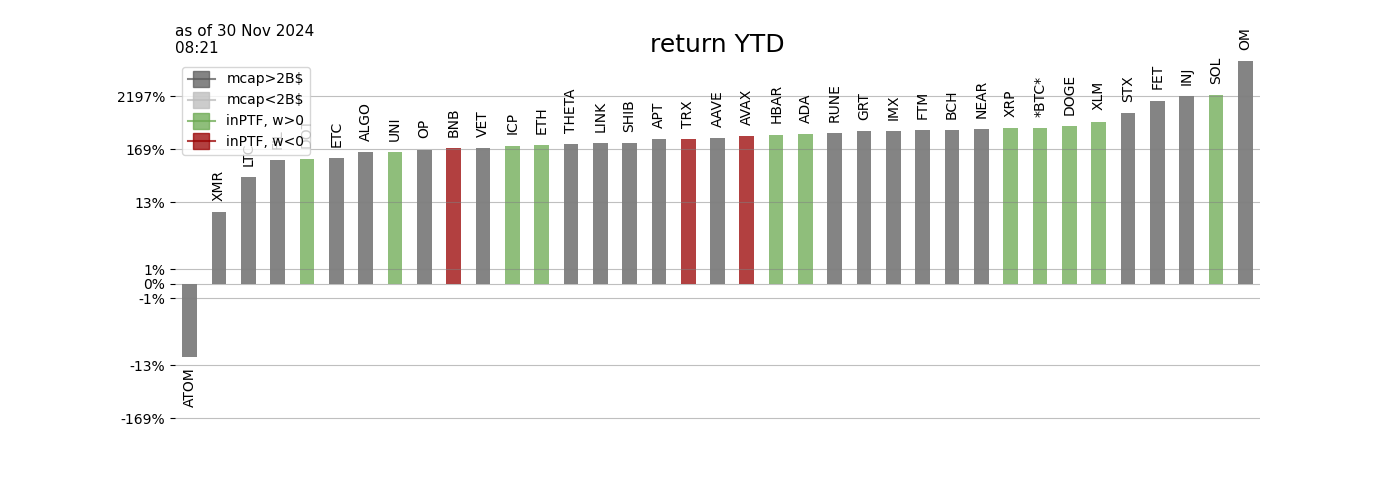 as of 30 Nov 2024
08:21
return YTD
mcap>2B$
mcap<2B$
inPTF, w>0
inPTF, w<0
2197%
169%
13%
1%
0%
-1%
-13%
-169%
ATOM
XMR
ETC
ALGO
UNI
OP
BNB
VET
ICP
ETH
THETA
LINK
SHIB
APT
TRX
AAVE
AVAX
HBAR
ADA
RUNE
GRT
IMX
FTM
BCH
NEAR
XRP
*BTC*
DOGE
XLM
STX
FET
INJ
SOL
OM